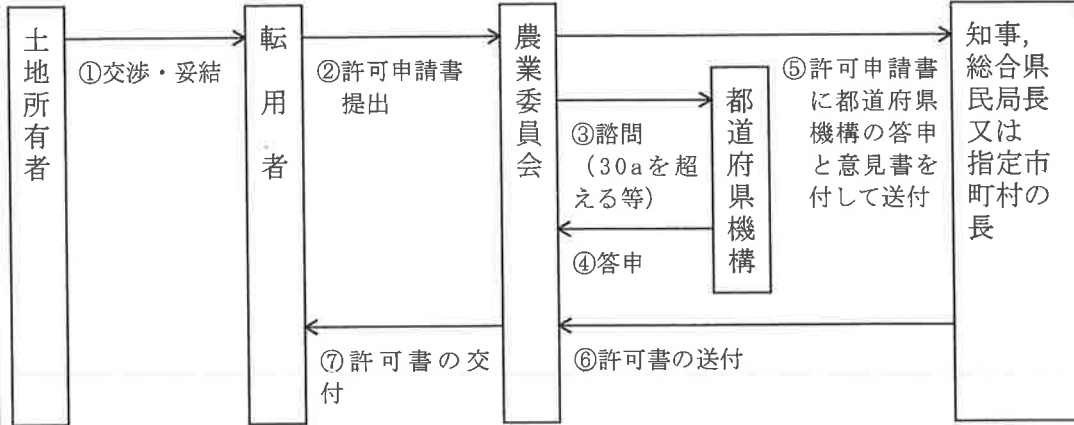 土地所有者
①交渉・妥結
転用者
②許可申請書
提出
農業委員会
③諮問
（30aを超
える等）
④答申
都道府県機構
⑤許可申請書
に都道府県
機構の答申
と意見書を
付して送付
知事，
総合県
民局長
又は
指定市
町村の
長
⑥許可書の送付
⑦許可書の交
付